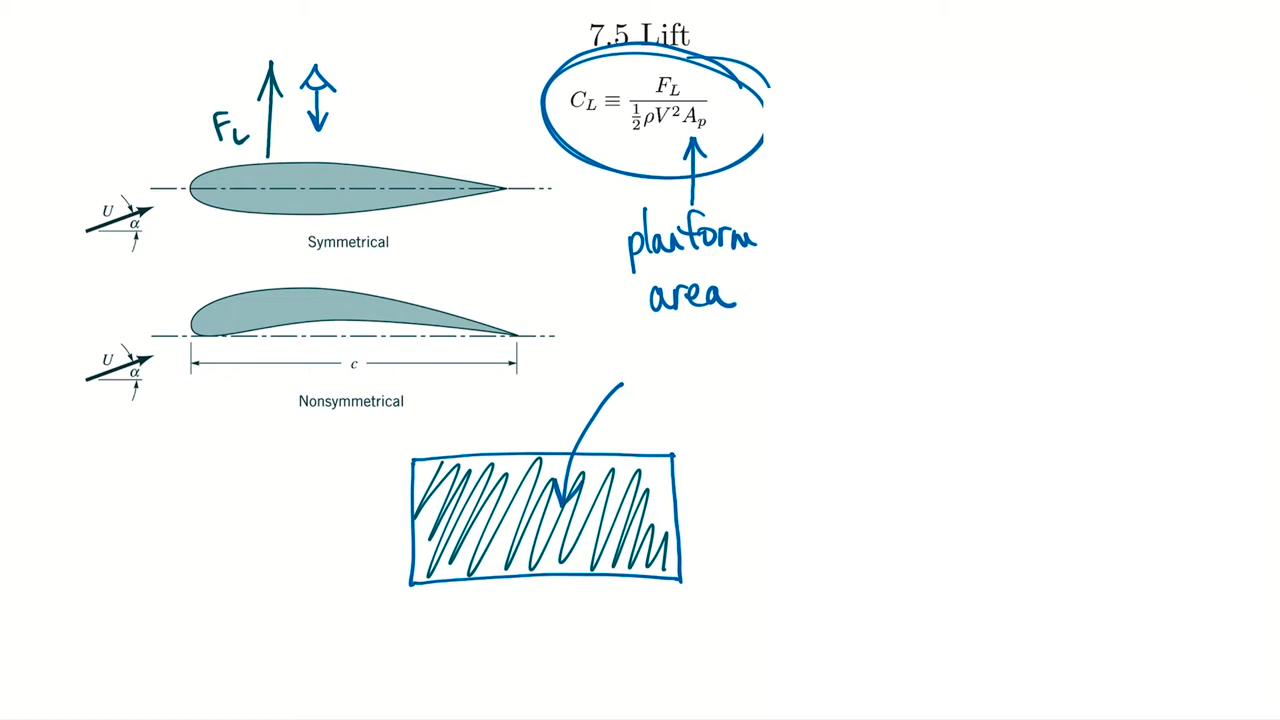 7.5 Lift
C_L ≡ F_L / ½ρV²A_p
F_L
U
α
Symmetrical
planform
area
U
α
c
Nonsymmetrical